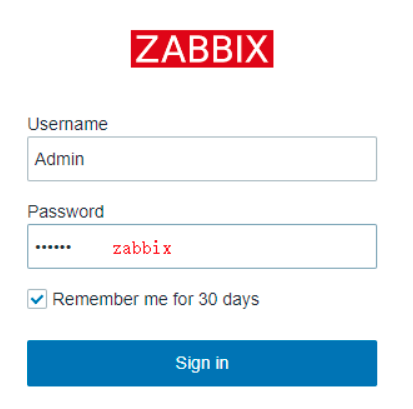 ZABBIX
Username
Admin
Password
•••••• zabbix
Remember me for 30 days
Sign in